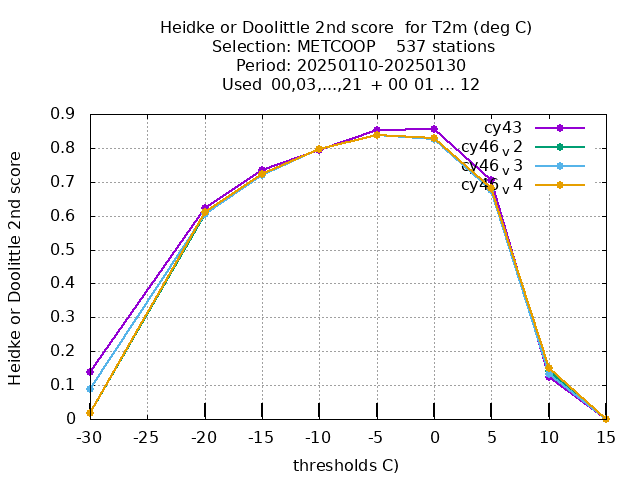 Heidke or Doolittle 2nd score  for T2m (deg C)
Selection: METCOOP    537 stations
Period: 20250110-20250130
Used  00,03,...,21  + 00 01 ... 12
Heidke or Doolittle 2nd score
0.9
0.8
0.7
0.6
0.5
0.4
0.3
0.2
0.1
0
cy43
cy46v2
cy46v3
cy46v4
-30 -25 -20 -15 -10 -5 0 5 10 15
thresholds C)